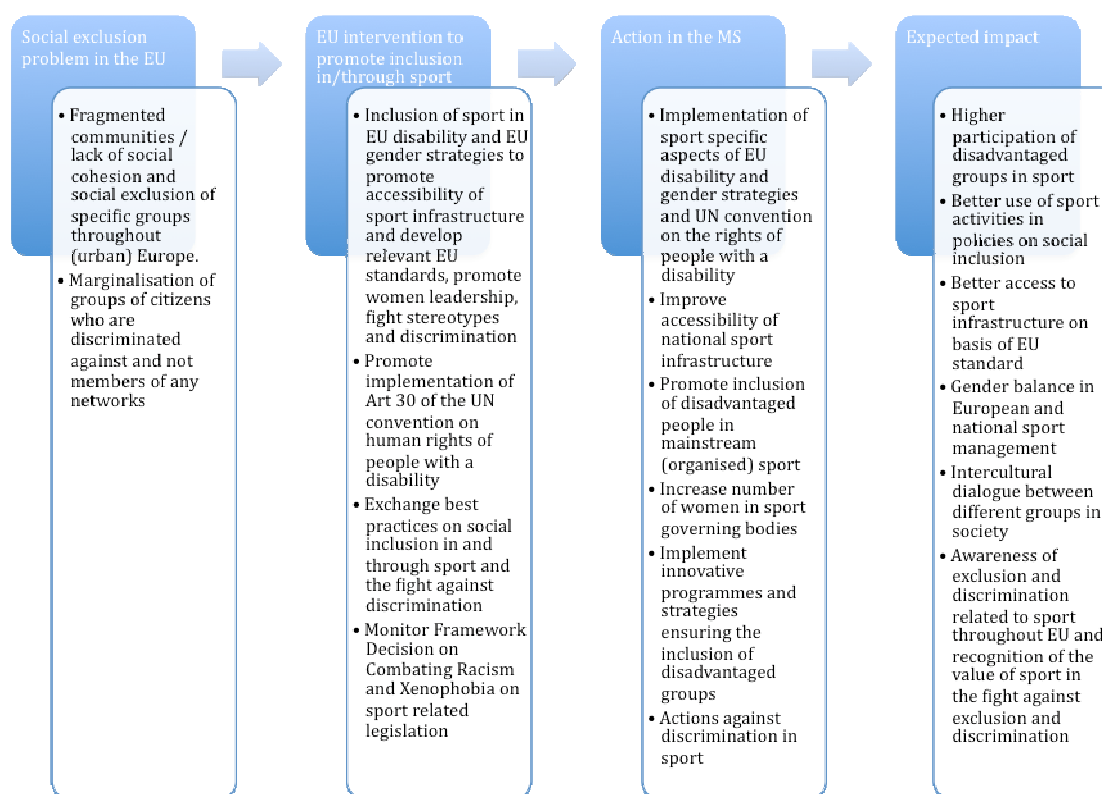 Social exclusion
problem in the EU
• Fragmented
communities /
lack of social
cohesion and
social exclusion of
specific groups
throughout
(urban) Europe.
• Marginalisation of
groups of citizens
who are
discriminated
against and not
members of any
networks
EU intervention to
promote inclusion
in/through sport
• Inclusion of sport in
EU disability and EU
gender strategies to
promote
accessibility of
sport infrastructure
and develop
relevant EU
standards, promote
women leadership,
fight stereotypes
and discrimination
• Promote
implementation of
Art 30 of the UN
convention on
human rights of
people with a
disability
• Exchange best
practices on social
inclusion in and
through sport and
the fight against
discrimination
• Monitor Framework
Decision on
Combating Racism
and Xenophobia on
sport related
legislation
Action in the MS
• Implementation of
sport specific
aspects of EU
disability and
gender strategies
and UN convention
on the rights of
people with a
disability
• Improve
accessibility of
national sport
infrastructure
• Promote inclusion
of disadvantaged
people in
mainstream
(organised) sport
• Increase number
of women in sport
governing bodies
• Implement
innovative
programmes and
strategies
ensuring the
inclusion of
disadvantaged
groups
• Actions against
discrimination in
sport
Expected impact
• Higher
participation of
disadvantaged
groups in sport
• Better use of sport
activities in
policies on social
inclusion
• Better access to
sport
infrastructure on
basis of EU
standard
• Gender balance in
European and
national sport
management
• Intercultural
dialogue between
different groups in
society
• Awareness of
exclusion and
discrimination
related to sport
throughout EU and
recognition of the
value of sport in
the fight against
exclusion and
discrimination